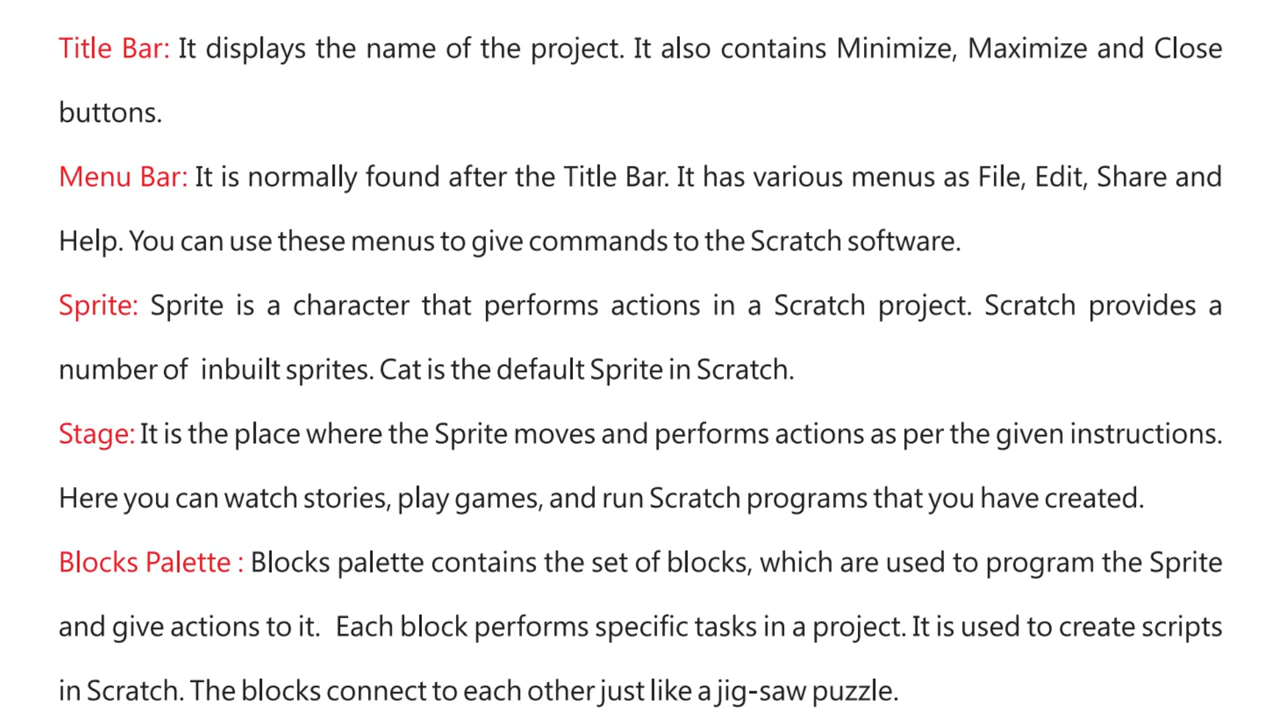 Title Bar: It displays the name of the project. It also contains Minimize, Maximize and Close
buttons.
Menu Bar: It is normally found after the Title Bar. It has various menus as File, Edit, Share and
Help. You can use these menus to give commands to the Scratch software.
Sprite: Sprite is a character that performs actions in a Scratch project. Scratch provides a
number of inbuilt sprites. Cat is the default Sprite in Scratch.
Stage: It is the place where the Sprite moves and performs actions as per the given instructions.
Here you can watch stories, play games, and run Scratch programs that you have created.
Blocks Palette : Blocks palette contains the set of blocks, which are used to program the Sprite
and give actions to it. Each block performs specific tasks in a project. It is used to create scripts
in Scratch. The blocks connect to each other just like a jig-saw puzzle.